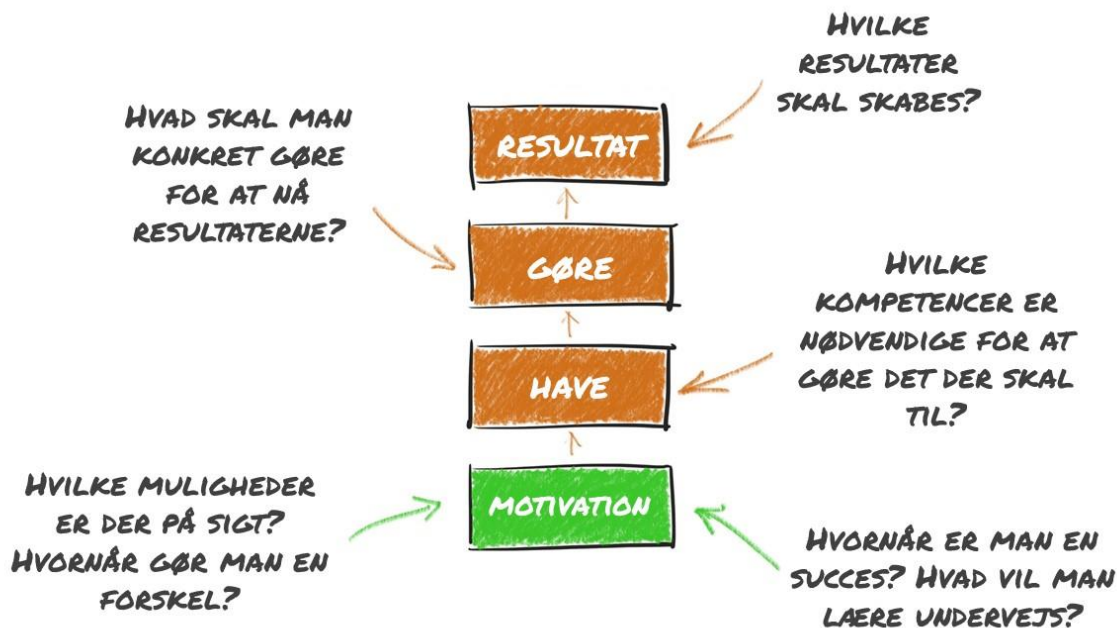 HVILKE
RESULTATER
SKAL SKABES?
HVAD SKAL MAN
KONKRET GØRE
FOR AT NÅ
RESULTATERNE?
RESULTAT
GØRE
HVILKE
KOMPETENCER ER
NØDVENDIGE FOR AT
GØRE DET DER SKAL
TIL?
HAVE
HVILKE MULIGHEDER
ER DER PÅ SIGT?
HVORNÅR GØR MAN EN
FORSKEL?
MOTIVATION
HVORNÅR ER MAN EN
SUCCES? HVAD VIL MAN
LÆRE UNDERVEJS?